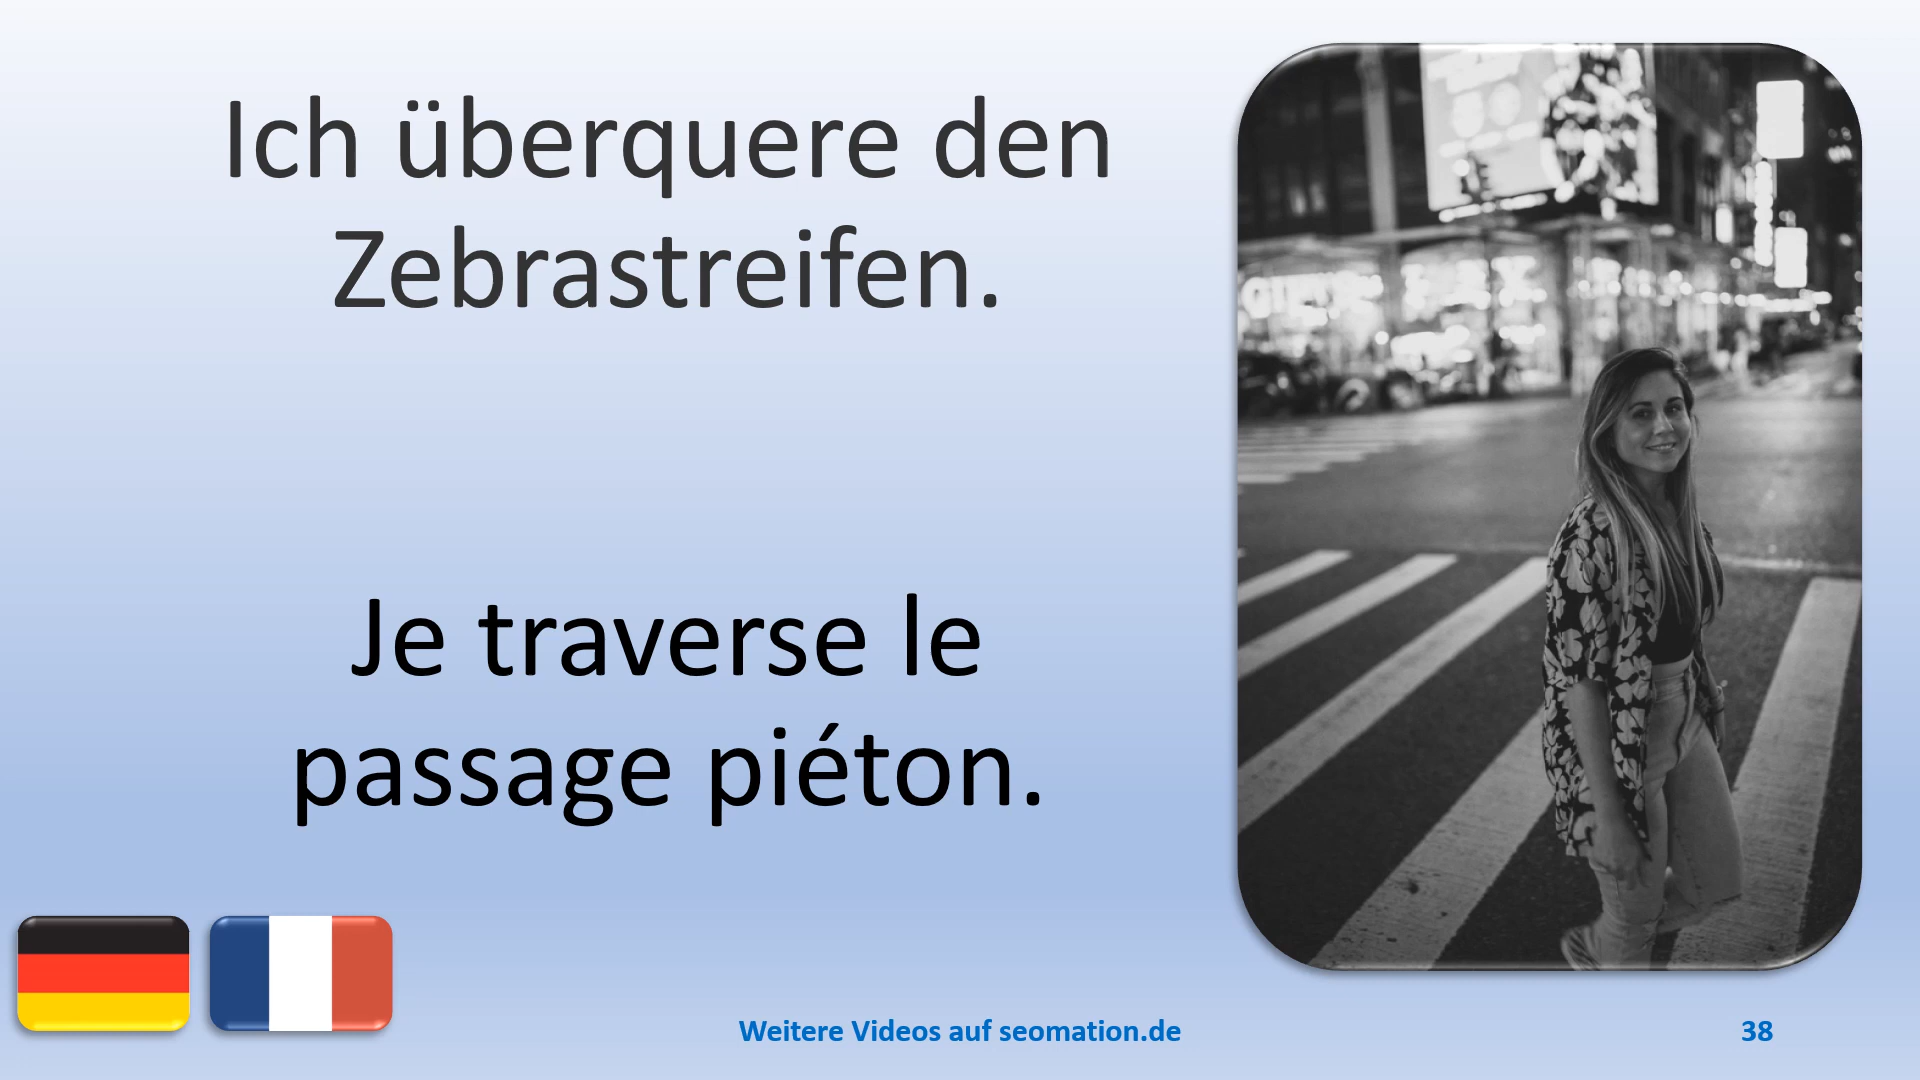 Ich überquere den
Zebrastreifen.
Je traverse le
passage piéton.
Weitere Videos auf seomation.de
38